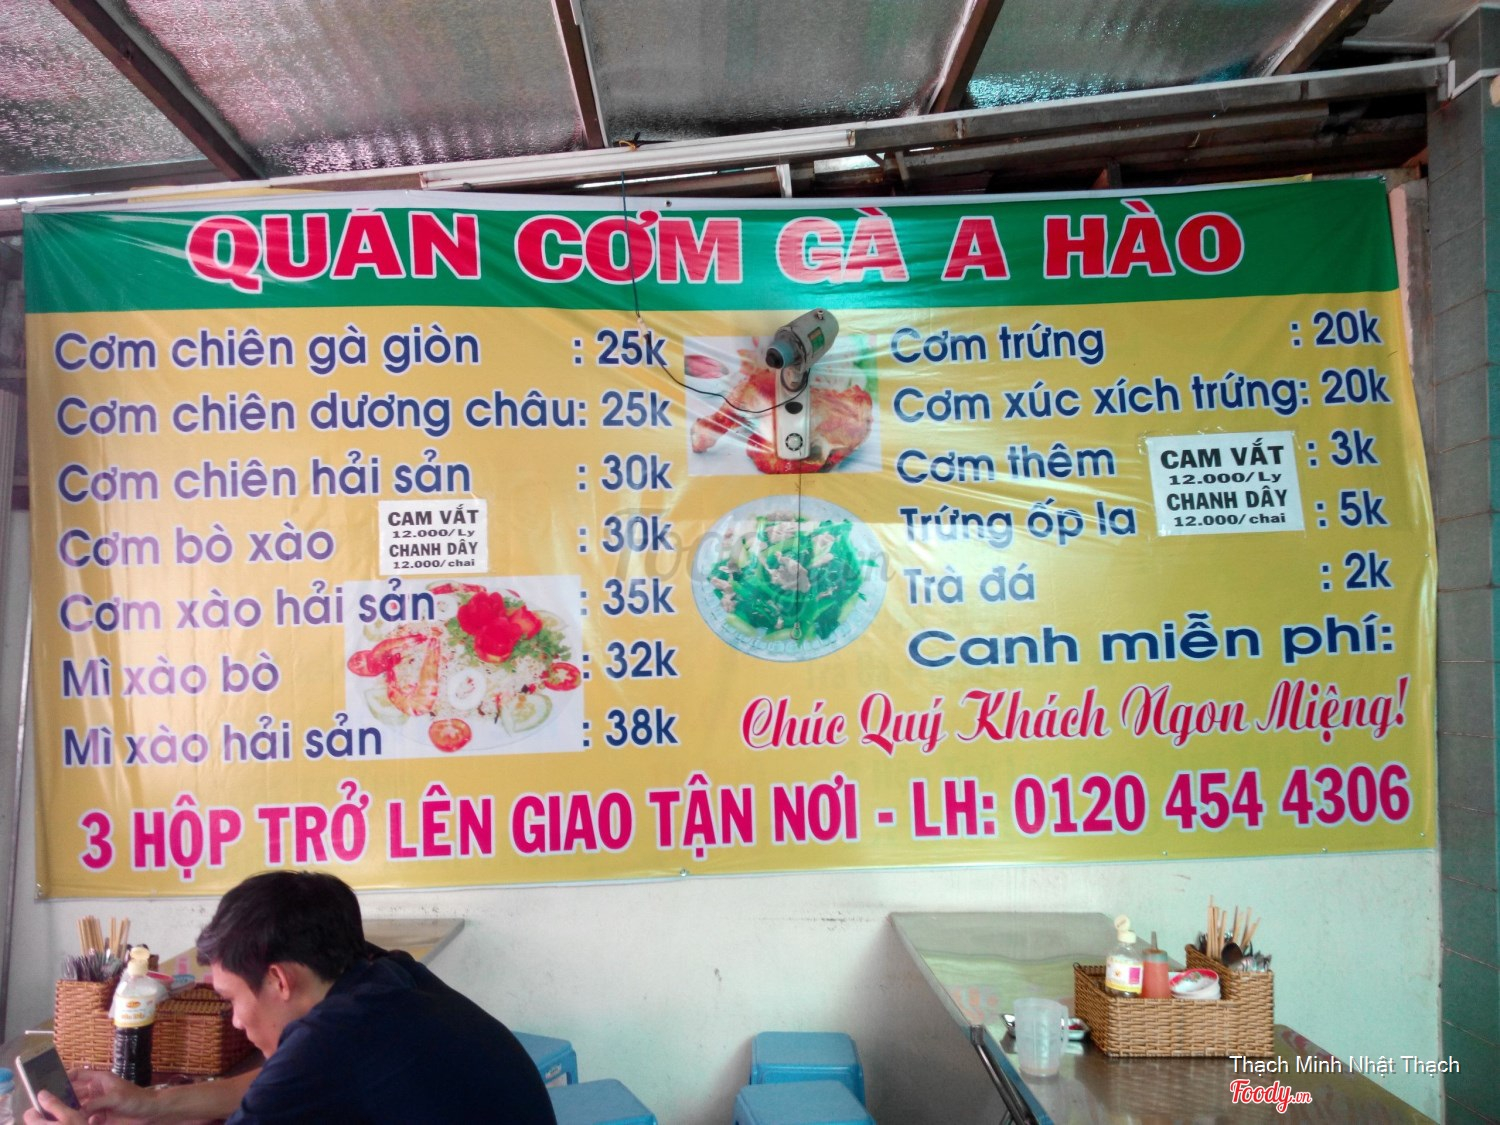 QUÁN CƠM GÀ A HÀO
Cơm chiên gà giòn : 25k
Cơm chiên dương châu: 25k
Cơm chiên hải sản : 30k
Cơm bò xào : 30k
Cơm xào hải sản : 35k
Mì xào bò : 32k
Mì xào hải sản : 38k
CAM VẮT
12.000/Ly
CHANH DÂY
12.000/chai
Cơm trứng : 20k
Cơm xúc xích trứng: 20k
Cơm thêm : 3k
Trứng ốp la : 5k
Trà đá : 2k
Canh miễn phí:
CAM VẮT
12.000/Ly
CHANH DÂY
12.000/chai
Chúc Quý Khách Ngon Miệng!
3 HỘP TRỞ LÊN GIAO TẬN NƠI - LH: 0120 454 4306
Foody.vn
Thạch Minh Nhật Thạch
Foody.vn